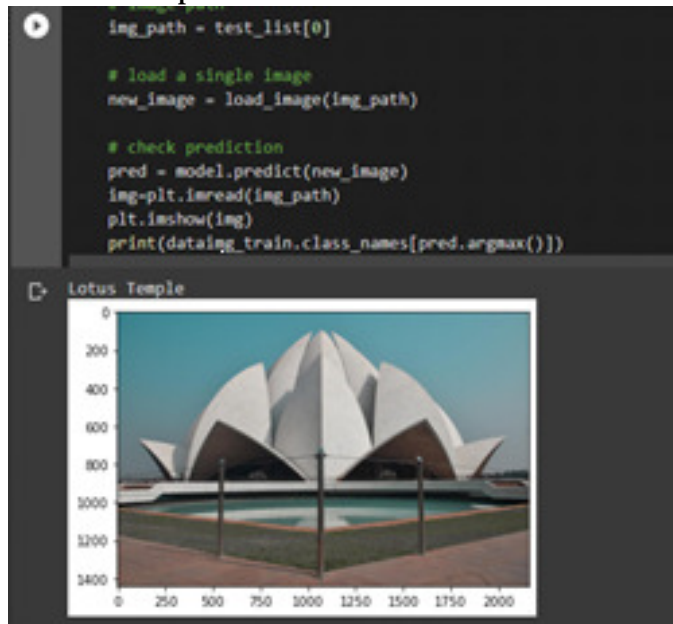 # image path
img_path = test_list[0]
# load a single image
new_image = load_image(img_path)
# check prediction
pred = model.predict(new_image)
img=plt.imread(img_path)
plt.imshow(img)
print(dataimg_train.class_names[pred.argmax()])
Lotus Temple
0
200
400
600
800
1000
1200
1400
0 250 500 750 1000 1250 1500 1750 2000